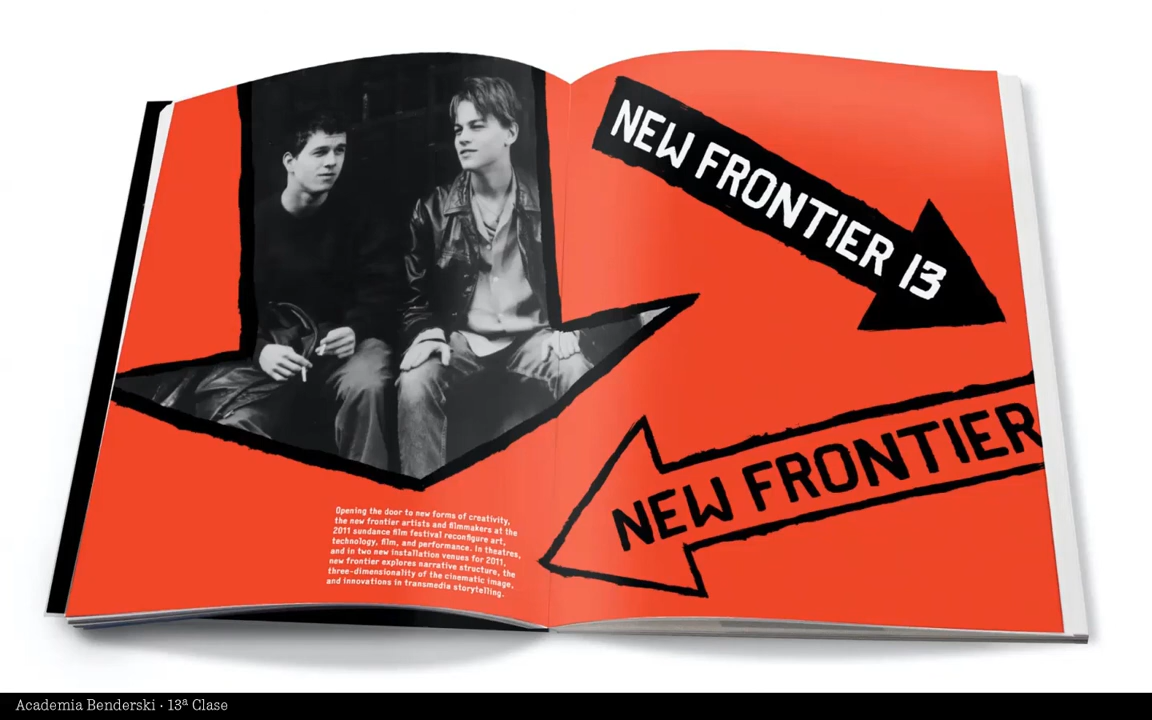 NEW FRONTIER 13
NEW FRONTIER
Opening the door to new forms of creativity,
the new frontier artists and filmmakers at the
2011 sundance film festival reconfigure art,
technology, film, and performance. In theatres,
and in two new installation venues for 2011,
new frontier explores narrative structure, the
three-dimensionality of the cinematic image,
and innovations in transmedia storytelling.
Academia Benderski · 13ª Clase